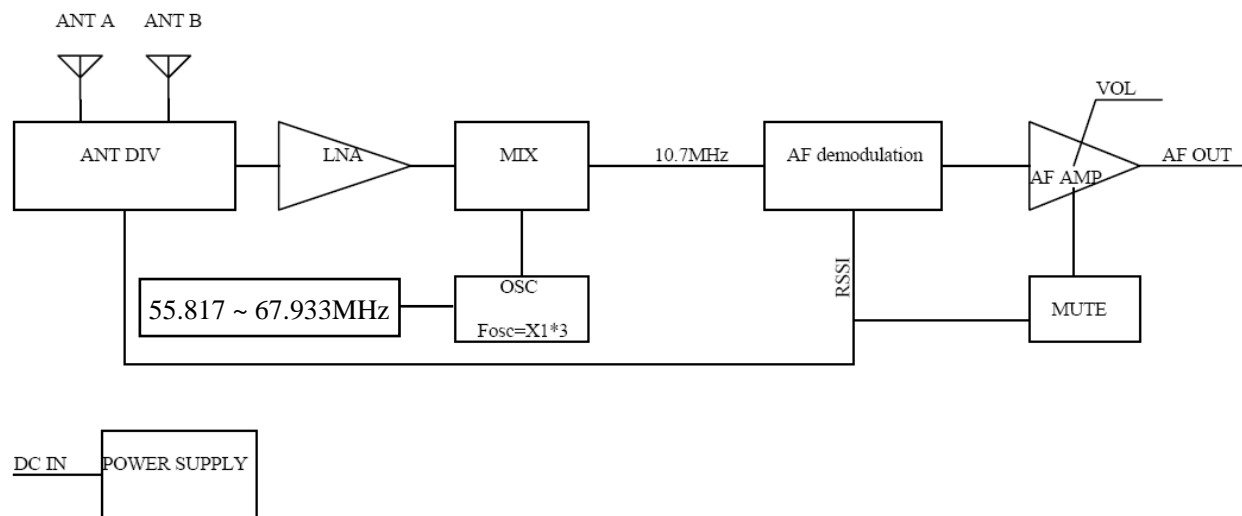 ANT A
ANT B
VOL
ANT DIV
LNA
MIX
10.7MHz
AF demodulation
AF AMP
AF OUT
RSSI
55.817 ~ 67.933MHz
OSC
Fosc=X1*3
MUTE
DC IN
POWER SUPPLY